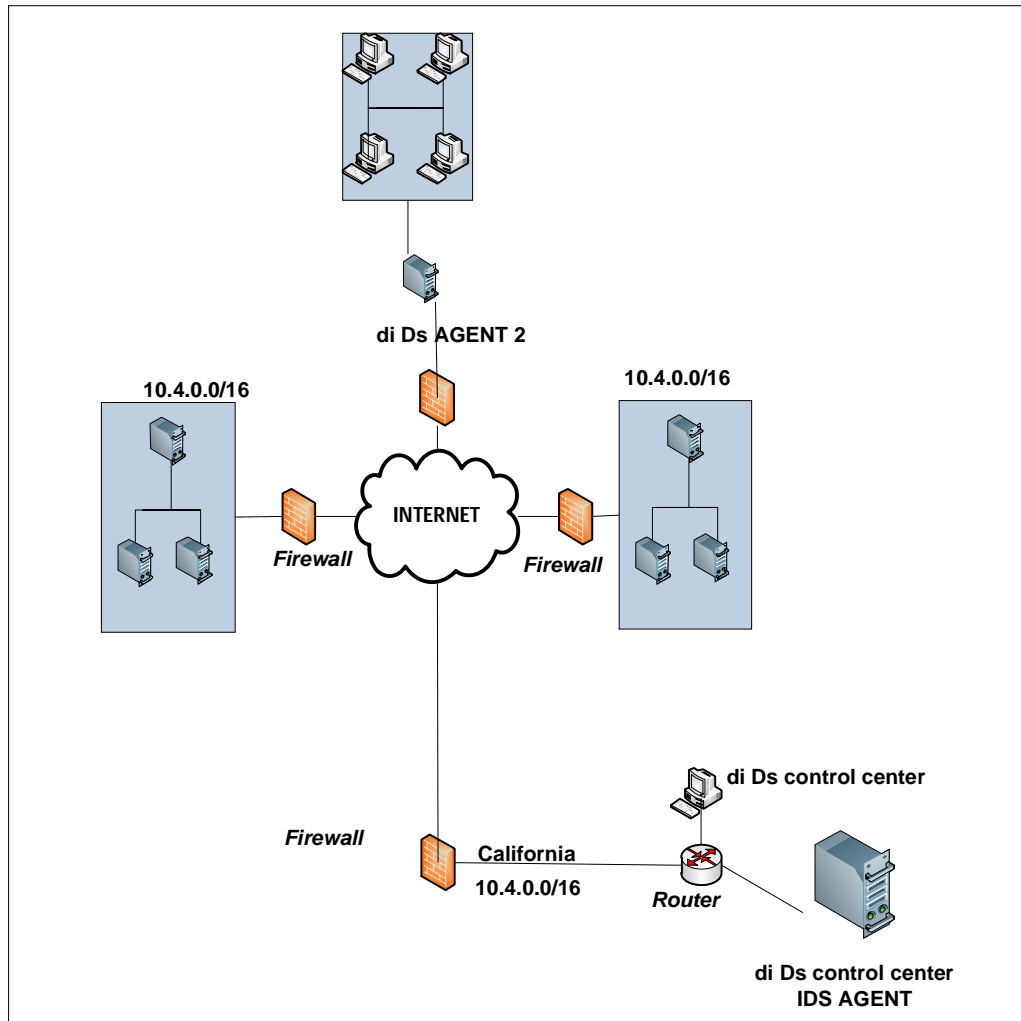 di Ds AGENT 2
10.4.0.0/16
10.4.0.0/16
INTERNET
Firewall
Firewall
di Ds control center
Firewall
California
10.4.0.0/16
Router
di Ds control center
IDS AGENT